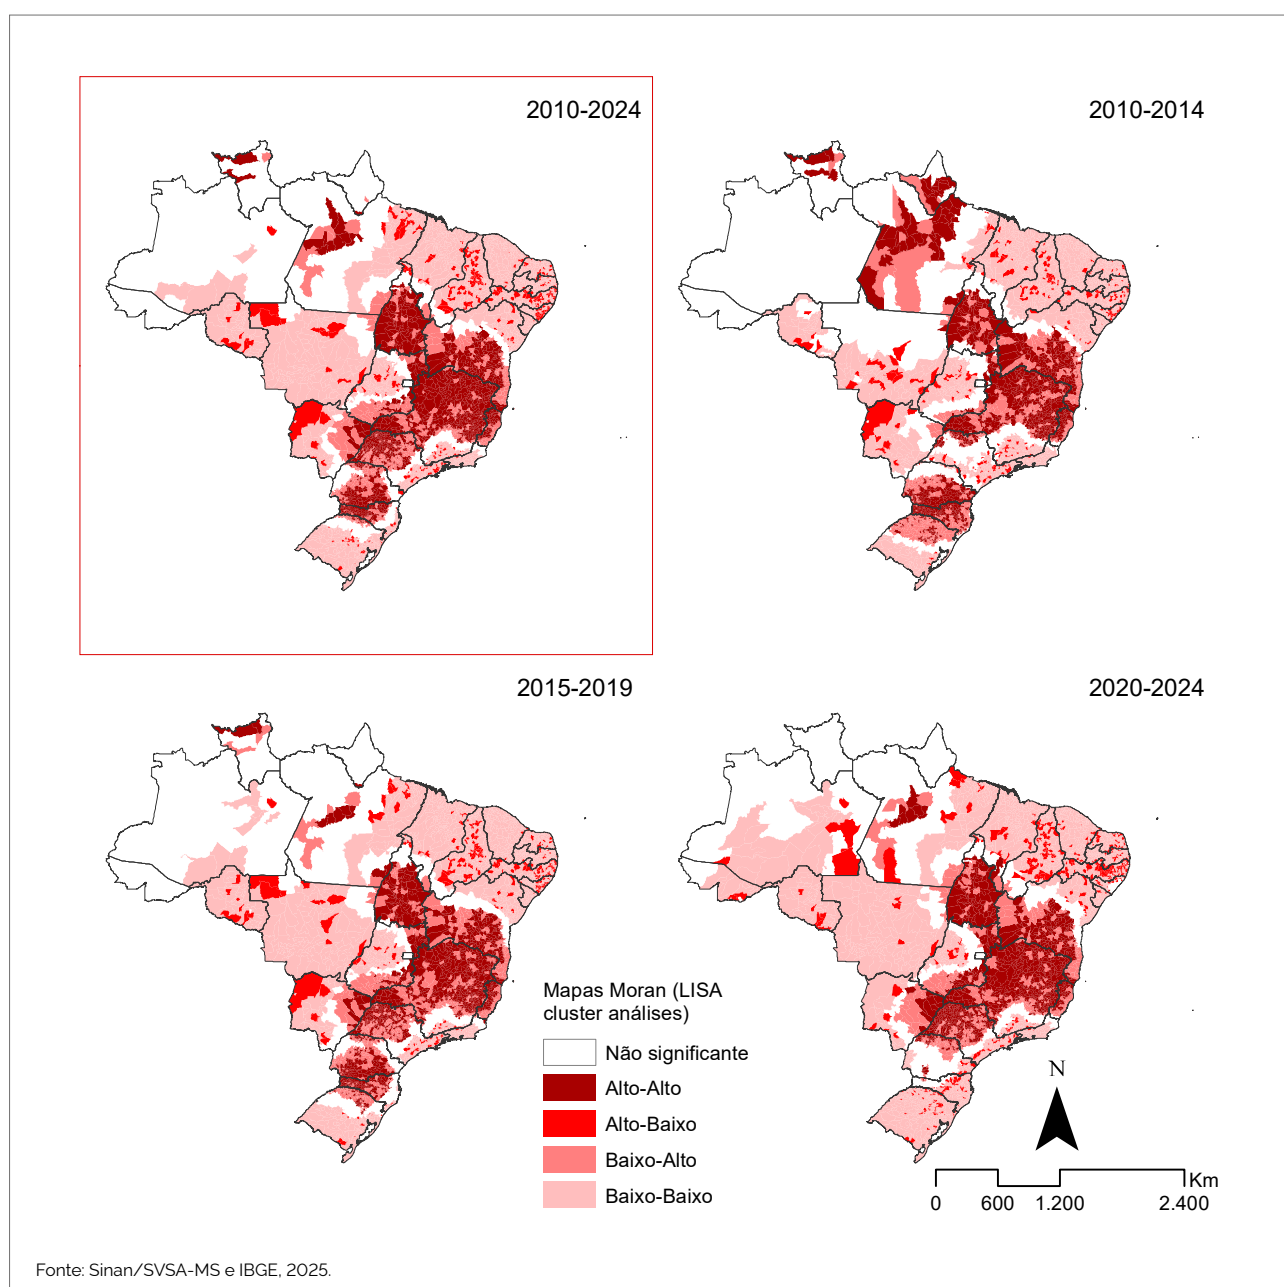 2010-2024
2010-2014
2015-2019
2020-2024
Mapas Moran (LISA
cluster análises)
Não significante
Alto-Alto
Alto-Baixo
Baixo-Alto
Baixo-Baixo
N
Km
0 600 1.200 2.400
Fonte: Sinan/SVSA-MS e IBGE, 2025.